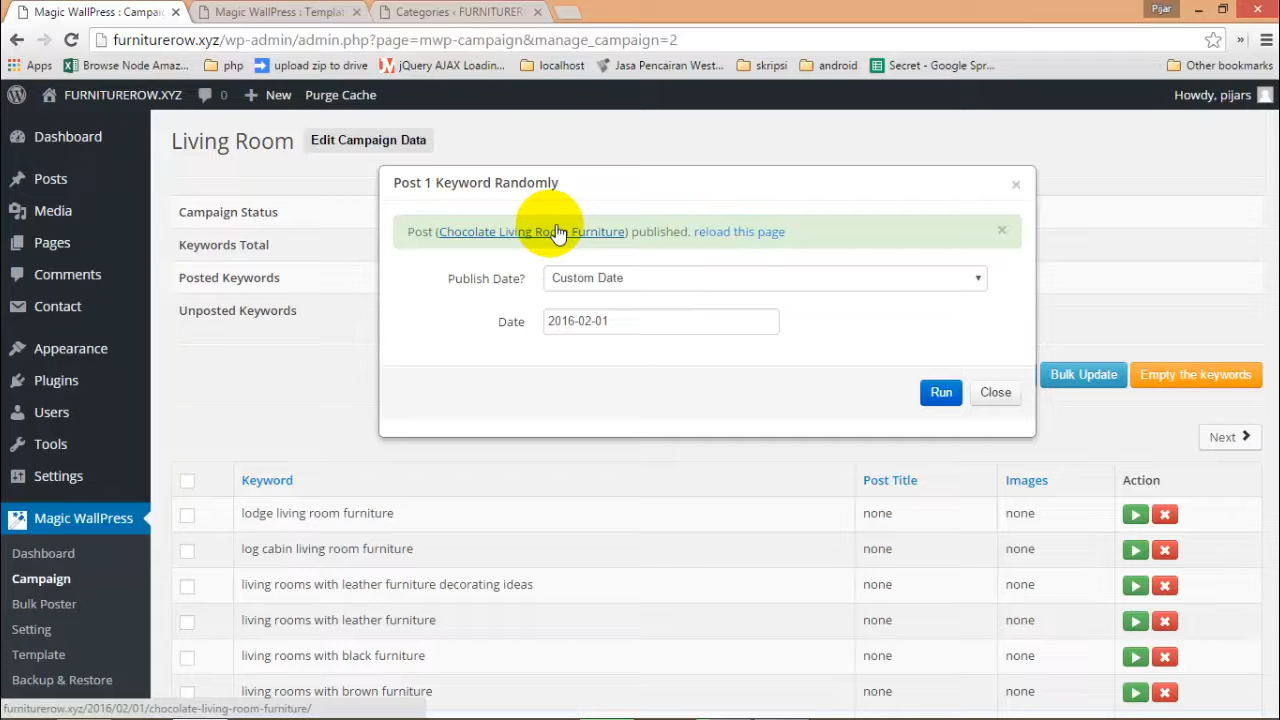 Magic WallPress : Campai
Magic WallPress : Templat
Categories ‹ FURNITURER
Pijar
furniturerow.xyz/wp-admin/admin.php?page=mwp-campaign&manage_campaign=2
Apps
Browse Node Amaz...
php
upload zip to drive
jQuery AJAX Loadin...
localhost
Jasa Pencairan West...
skripsi
android
Secret - Google Spr...
Other bookmarks
FURNITUREROW.XYZ
0
New
Purge Cache
Howdy, pijars
Dashboard
Posts
Media
Pages
Comments
Contact
Appearance
Plugins
Users
Tools
Settings
Magic WallPress
Dashboard
Campaign
Bulk Poster
Setting
Template
Backup & Restore
Living Room
Edit Campaign Data
Campaign Status
Keywords Total
Posted Keywords
Unposted Keywords
Post 1 Keyword Randomly
×
Post (Chocolate Living Room Furniture) published. reload this page
×
Publish Date?
Custom Date
Date
2016-02-01
Run
Close
Bulk Update
Empty the keywords
Next
Keyword
Post Title
Images
Action
lodge living room furniture
none
none
log cabin living room furniture
none
none
living rooms with leather furniture decorating ideas
none
none
living rooms with leather furniture
none
none
living rooms with black furniture
none
none
living rooms with brown furniture
none
none
furniturerow.xyz/2016/02/01/chocolate-living-room-furniture/